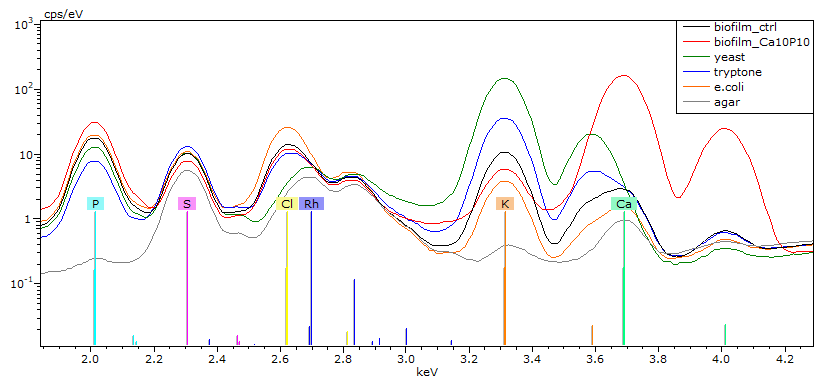 cps/eV
10³
biofilm_ctrl
biofilm_Ca10P10
yeast
tryptone
e.coli
agar
10²
10
1
P S Cl Rh K Ca
10⁻¹
2.0 2.2 2.4 2.6 2.8 3.0 3.2 3.4 3.6 3.8 4.0 4.2
keV